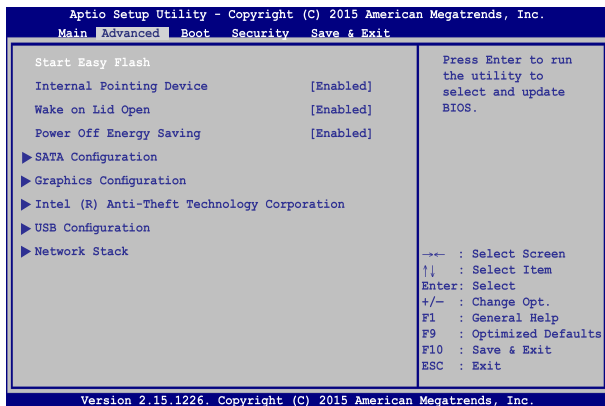 Aptio Setup Utility - Copyright (C) 2015 American Megatrends, Inc.
Main Advanced Boot Security Save & Exit
Start Easy Flash
Internal Pointing Device [Enabled]
Wake on Lid Open [Enabled]
Power Off Energy Saving [Enabled]
SATA Configuration
Graphics Configuration
Intel (R) Anti-Theft Technology Corporation
USB Configuration
Network Stack
Press Enter to run
the utility to
select and update
BIOS.
→← : Select Screen
↑↓ : Select Item
Enter: Select
+/— : Change Opt.
F1 : General Help
F9 : Optimized Defaults
F10 : Save & Exit
ESC : Exit
Version 2.15.1226. Copyright (C) 2015 American Megatrends, Inc.